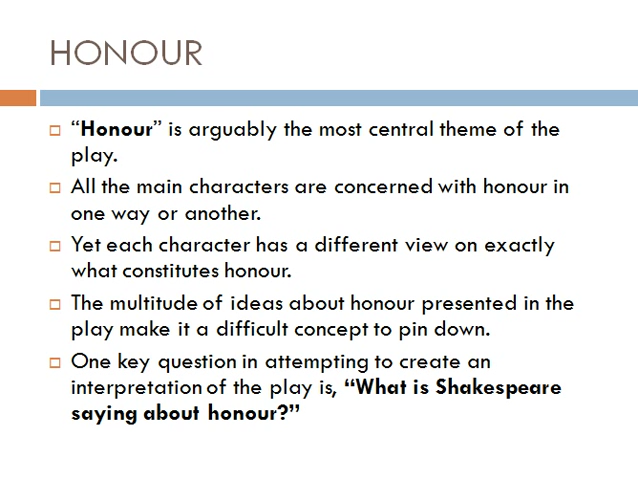 HONOUR
“Honour” is arguably the most central theme of the
play.
All the main characters are concerned with honour in
one way or another.
Yet each character has a different view on exactly
what constitutes honour.
The multitude of ideas about honour presented in the
play make it a difficult concept to pin down.
One key question in attempting to create an
interpretation of the play is, “What is Shakespeare
saying about honour?”